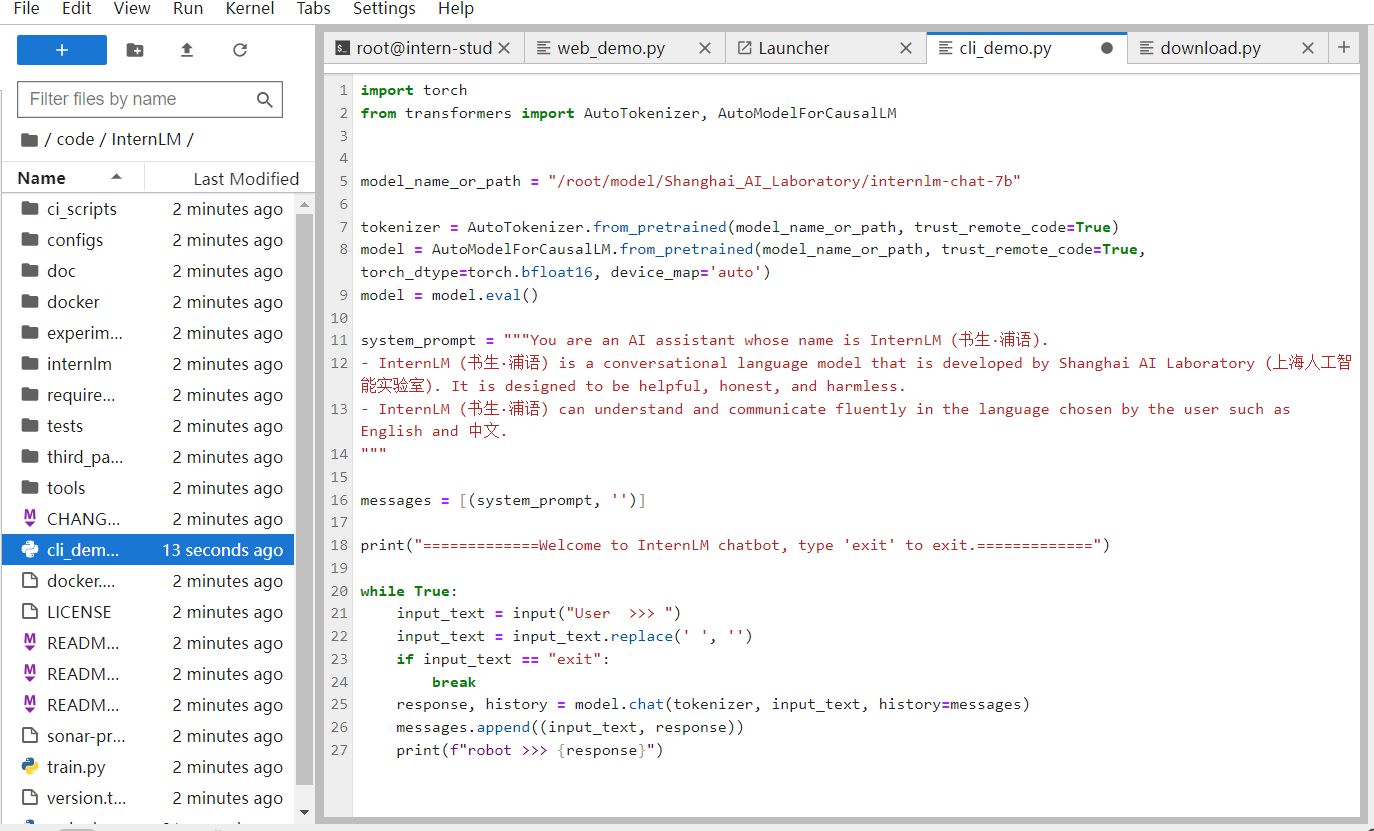 File Edit View Run Kernel Tabs Settings Help
root@intern-stud
web_demo.py
Launcher
cli_demo.py
download.py
Filter files by name
/ code / InternLM /
Name Last Modified
ci_scripts 2 minutes ago
configs 2 minutes ago
doc 2 minutes ago
docker 2 minutes ago
experim... 2 minutes ago
internlm 2 minutes ago
require... 2 minutes ago
tests 2 minutes ago
third_pa... 2 minutes ago
tools 2 minutes ago
CHANG... 2 minutes ago
cli_dem... 13 seconds ago
docker.... 2 minutes ago
LICENSE 2 minutes ago
READM... 2 minutes ago
READM... 2 minutes ago
READM... 2 minutes ago
sonar-pr... 2 minutes ago
train.py 2 minutes ago
version.t... 2 minutes ago
1 import torch
2 from transformers import AutoTokenizer, AutoModelForCausalLM
3
4
5 model_name_or_path = "/root/model/Shanghai_AI_Laboratory/internlm-chat-7b"
6
7 tokenizer = AutoTokenizer.from_pretrained(model_name_or_path, trust_remote_code=True)
8 model = AutoModelForCausalLM.from_pretrained(model_name_or_path, trust_remote_code=True,
torch_dtype=torch.bfloat16, device_map='auto')
9 model = model.eval()
10
11 system_prompt = """You are an AI assistant whose name is InternLM (书生·浦语).
12 - InternLM (书生·浦语) is a conversational language model that is developed by Shanghai AI Laboratory (上海人工智
能实验室). It is designed to be helpful, honest, and harmless.
13 - InternLM (书生·浦语) can understand and communicate fluently in the language chosen by the user such as
English and 中文.
14 """
15
16 messages = [(system_prompt, '')]
17
18 print("=============Welcome to InternLM chatbot, type 'exit' to exit.=============")
19
20 while True:
21     input_text = input("User  >>> ")
22     input_text = input_text.replace(' ', '')
23     if input_text == "exit":
24         break
25     response, history = model.chat(tokenizer, input_text, history=messages)
26     messages.append((input_text, response))
27     print(f"robot >>> {response}")